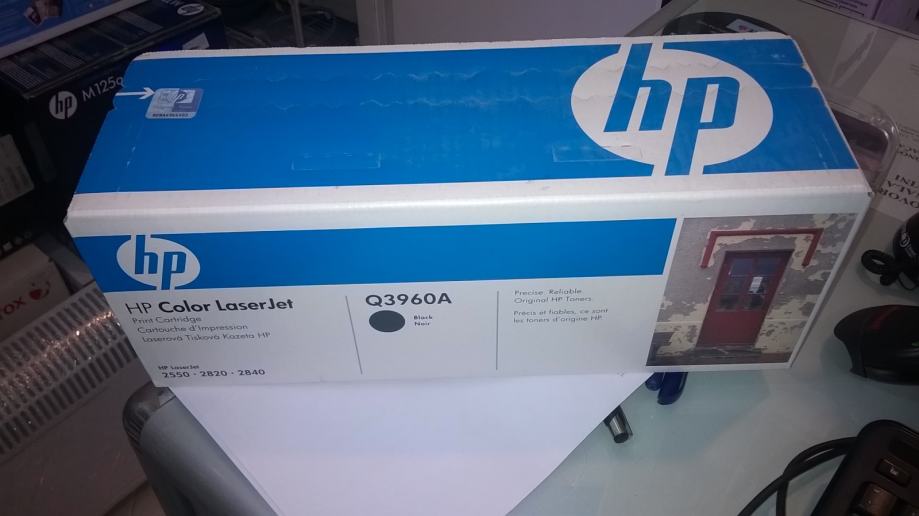 hp
M125a
hp
hp
HP Color LaserJet
Print Cartridge
Cartouche d'Impression
Laserová Tisková Kazeta HP
HP LaserJet
2550 · 2820 · 2840
Q3960A
Black
Noir
Precise. Reliable.
Original HP Toners.
Précis et fiables, ce sont
les toners d'origine HP.